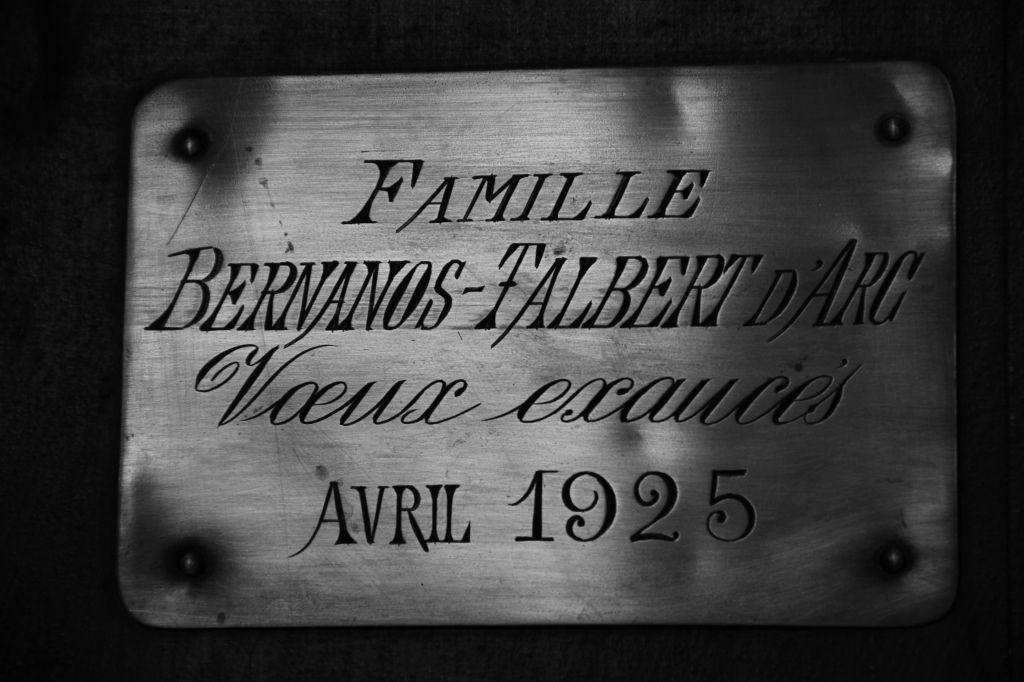 FAMILLE
BERNANOS-TALBERT D'ARC
Vœux exaucés
AVRIL 1925